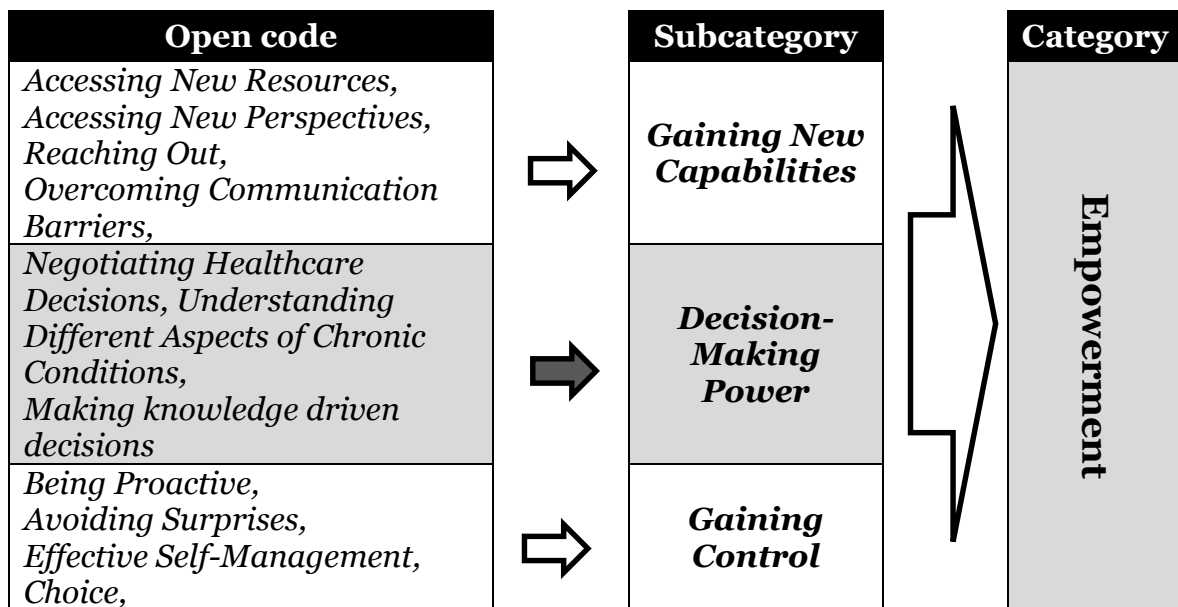 Open code
Subcategory
Category
Accessing New Resources,
Accessing New Perspectives,
Reaching Out,
Overcoming Communication
Barriers,
Gaining New
Capabilities
Negotiating Healthcare
Decisions, Understanding
Different Aspects of Chronic
Conditions,
Making knowledge driven
decisions
Decision-
Making
Power
Being Proactive,
Avoiding Surprises,
Effective Self-Management,
Choice,
Gaining
Control
Empowerment